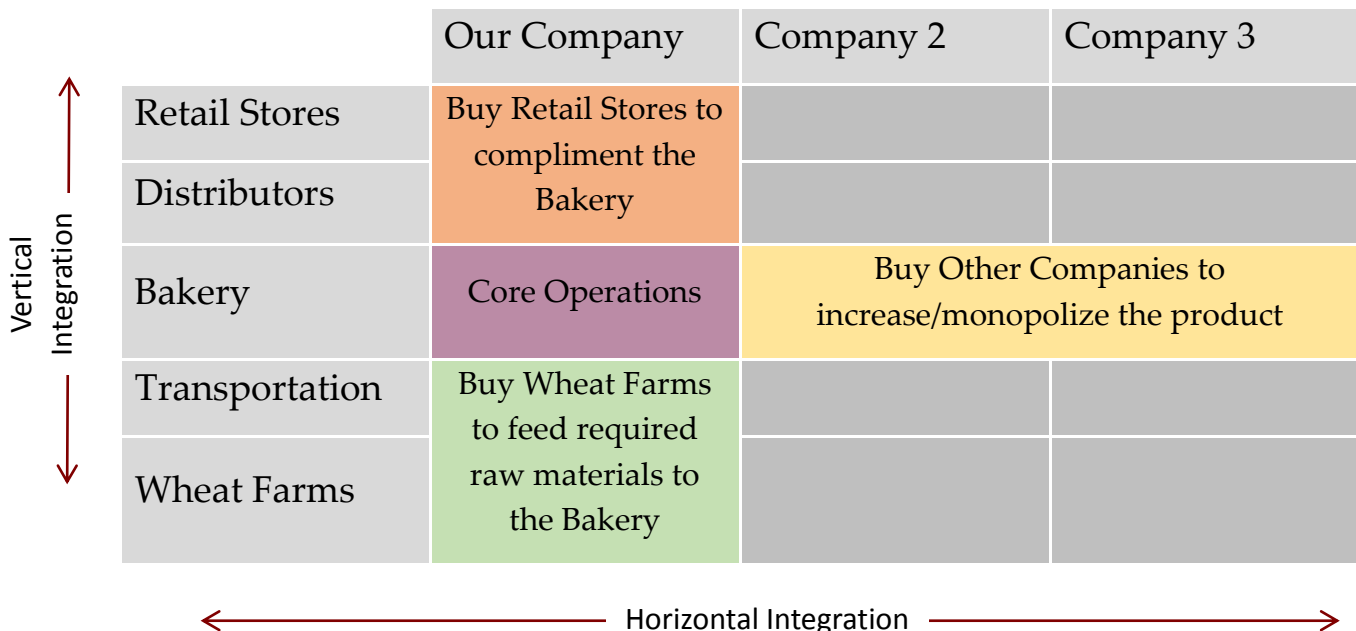 Our Company
Company 2
Company 3
Retail Stores
Buy Retail Stores to
compliment the
Bakery
Distributors
Vertical
Integration
Bakery
Core Operations
Buy Other Companies to
increase/monopolize the product
Transportation
Buy Wheat Farms
to feed required
raw materials to
the Bakery
Wheat Farms
Horizontal Integration